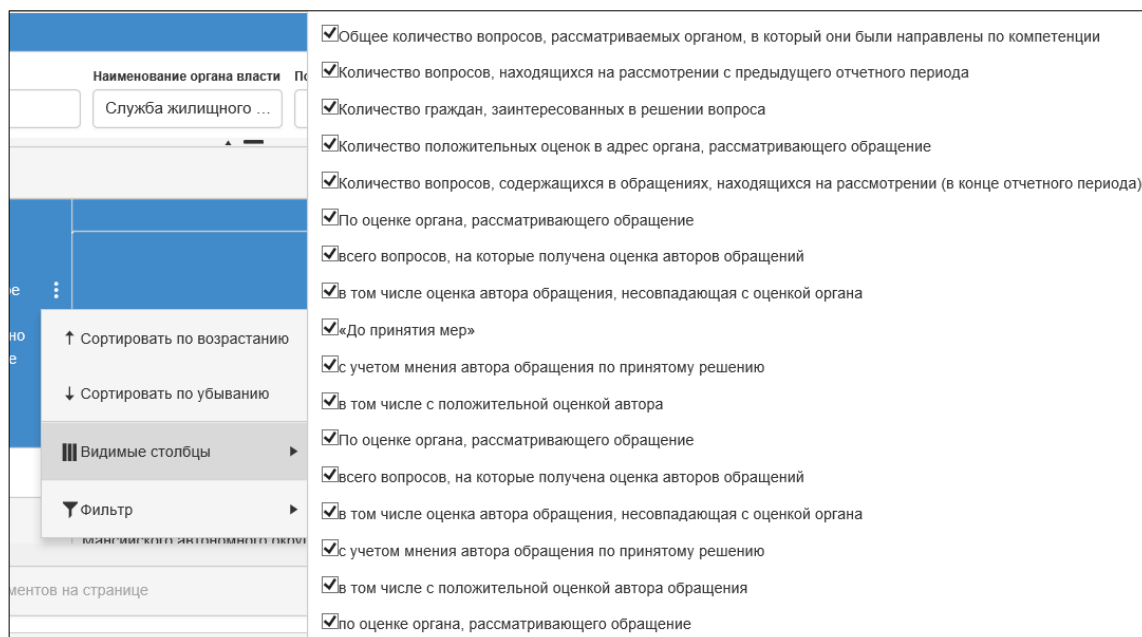 Наименование органа власти
Служба жилищного ...
е
но
е
↑ Сортировать по возрастанию
↓ Сортировать по убыванию
Видимые столбцы
Фильтр
Мансийского автономного окру
ментов на странице
Общее количество вопросов, рассматриваемых органом, в который они были направлены по компетенции
Количество вопросов, находящихся на рассмотрении с предыдущего отчетного периода
Количество граждан, заинтересованных в решении вопроса
Количество положительных оценок в адрес органа, рассматривающего обращение
Количество вопросов, содержащихся в обращениях, находящихся на рассмотрении (в конце отчетного периода)
По оценке органа, рассматривающего обращение
всего вопросов, на которые получена оценка авторов обращений
в том числе оценка автора обращения, несовпадающая с оценкой органа
«До принятия мер»
с учетом мнения автора обращения по принятому решению
в том числе с положительной оценкой автора
По оценке органа, рассматривающего обращение
всего вопросов, на которые получена оценка авторов обращений
в том числе оценка автора обращения, несовпадающая с оценкой органа
с учетом мнения автора обращения по принятому решению
в том числе с положительной оценкой автора обращения
по оценке органа, рассматривающего обращение